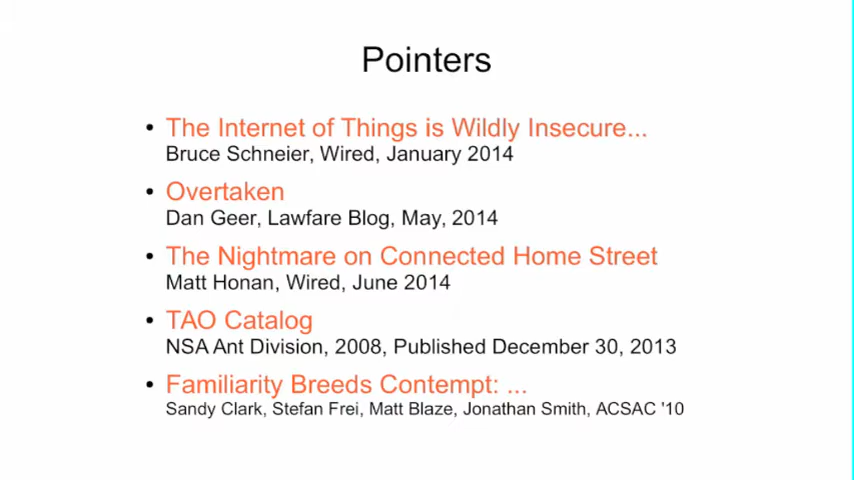 Pointers
The Internet of Things is Wildly Insecure...
Bruce Schneier, Wired, January 2014
Overtaken
Dan Geer, Lawfare Blog, May, 2014
The Nightmare on Connected Home Street
Matt Honan, Wired, June 2014
TAO Catalog
NSA Ant Division, 2008, Published December 30, 2013
Familiarity Breeds Contempt: ...
Sandy Clark, Stefan Frei, Matt Blaze, Jonathan Smith, ACSAC '10